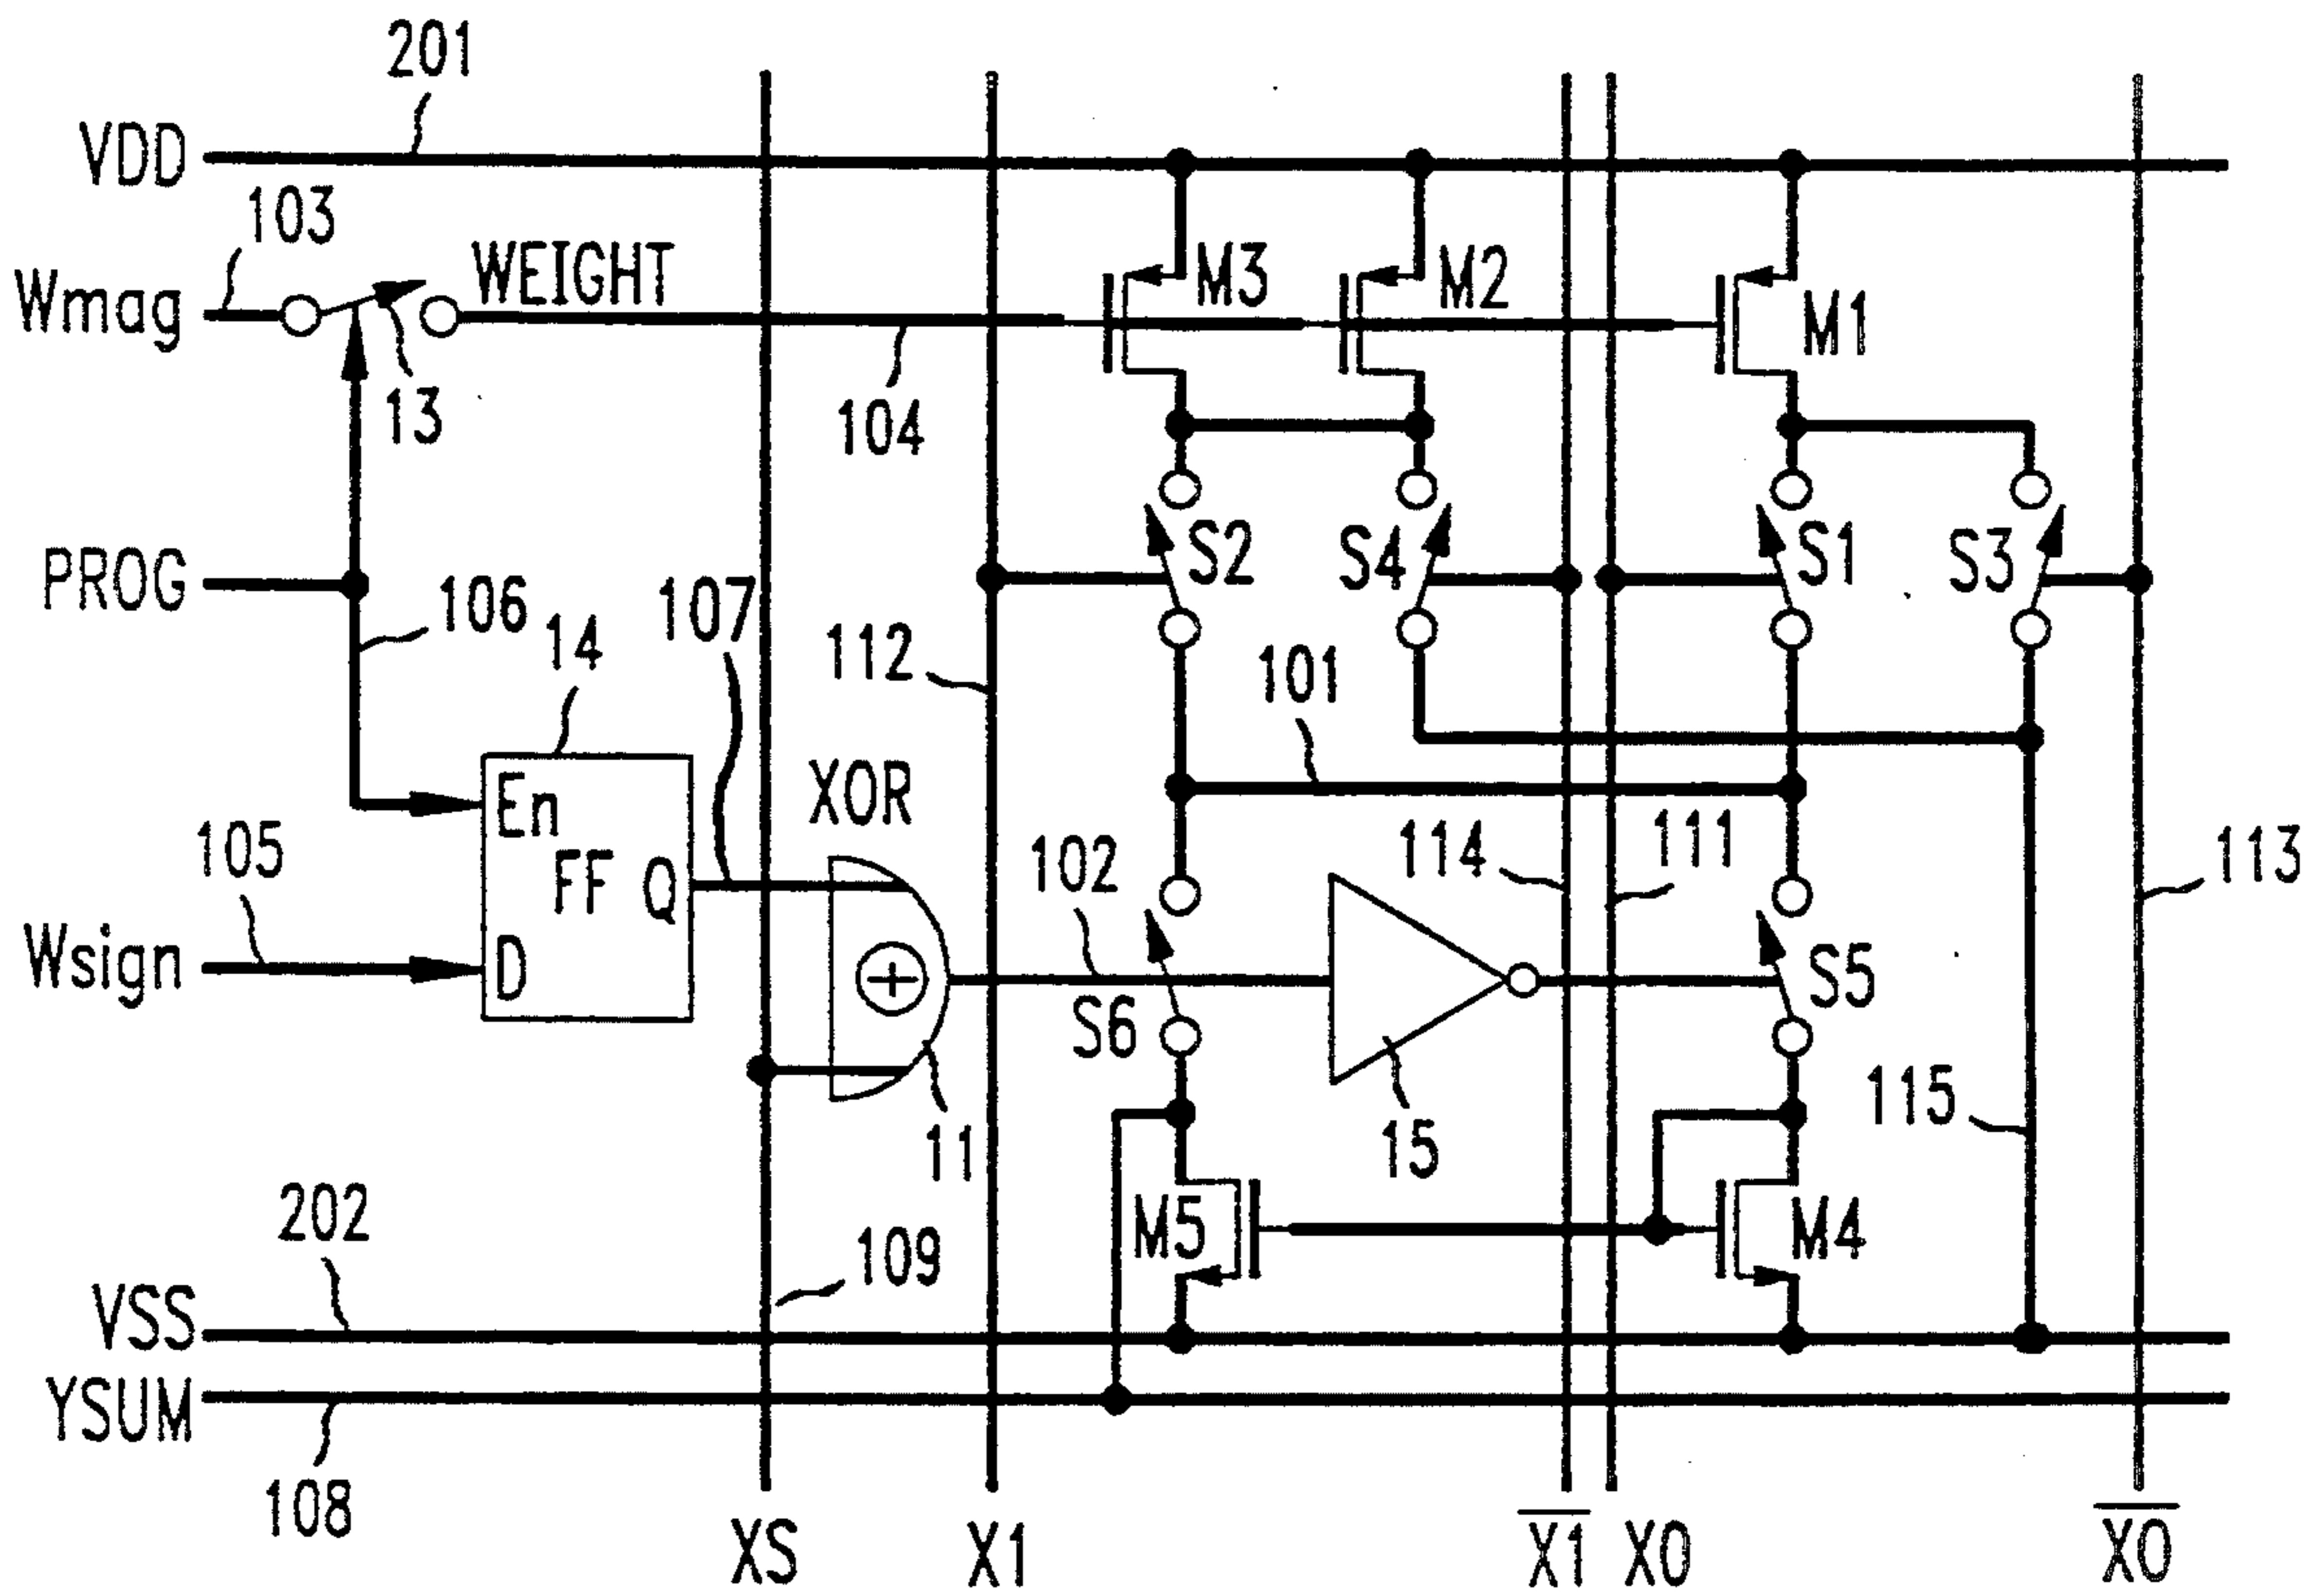 201
VDD
103
Wmag
WEIGHT
M3
M2
M1
13
104
PROG
106
107
112
S2
S4
S1
S3
14
101
XOR
En
FF
Q
D
105
Wsign
102
114
111
113
S6
S5
11
15
115
202
109
M5
M4
VSS
YSUM
108
XS
X1
X̅1̅
X0
X̅0̅